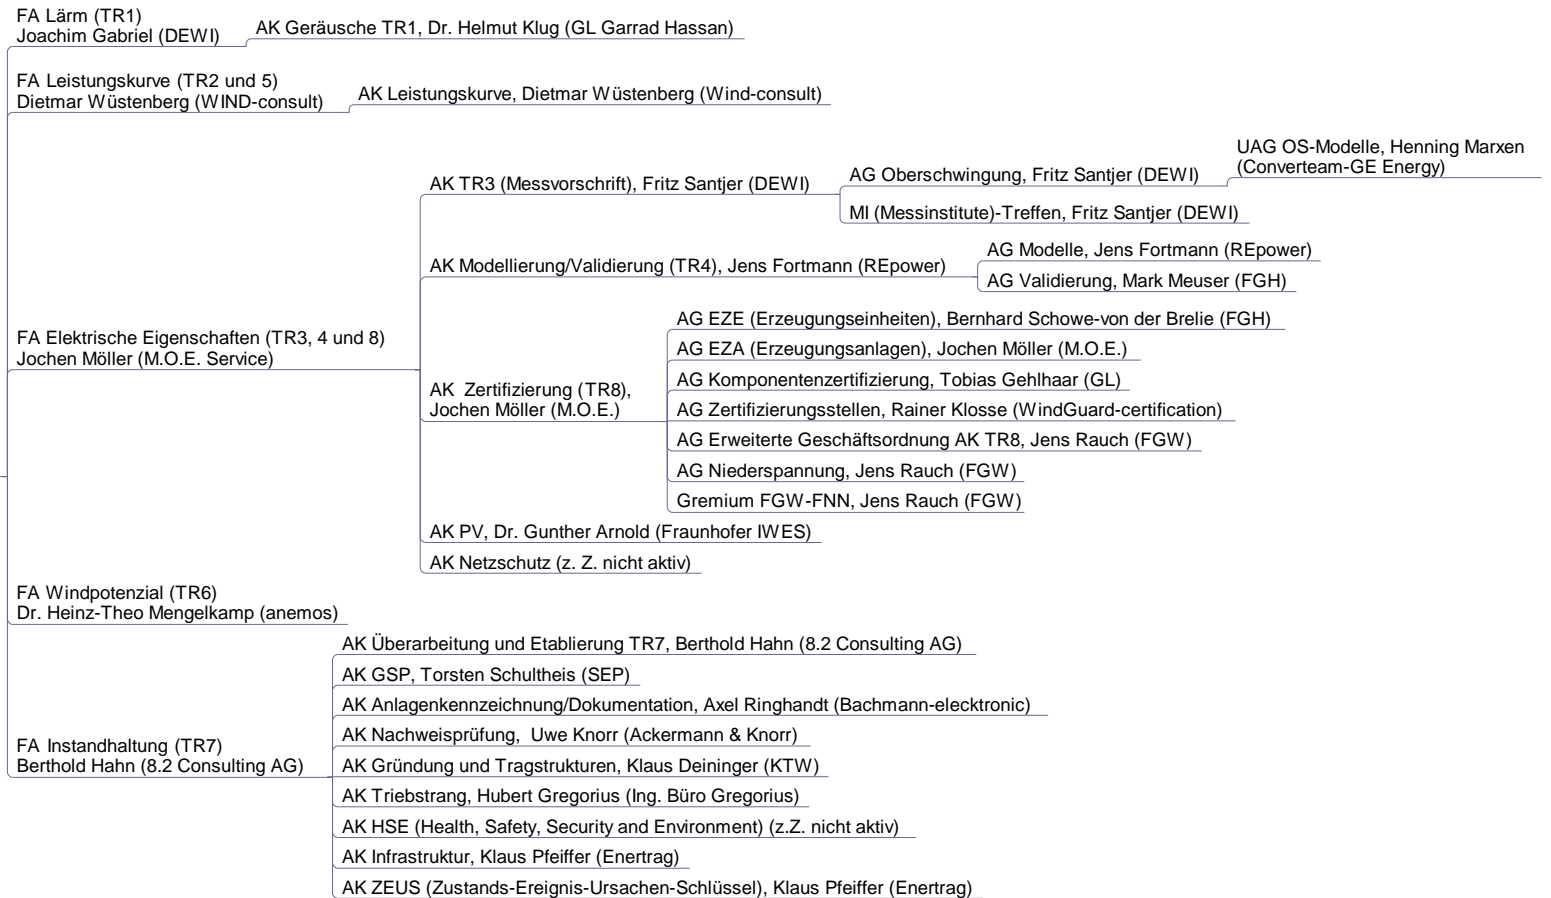 FA Lärm (TR1)
Joachim Gabriel (DEWI)
AK Geräusche TR1, Dr. Helmut Klug (GL Garrad Hassan)
FA Leistungskurve (TR2 und 5)
Dietmar Wüstenberg (WIND-consult)
AK Leistungskurve, Dietmar Wüstenberg (Wind-consult)
FA Elektrische Eigenschaften (TR3, 4 und 8)
Jochen Möller (M.O.E. Service)
AK TR3 (Messvorschrift), Fritz Santjer (DEWI)
AG Oberschwingung, Fritz Santjer (DEWI)
UAG OS-Modelle, Henning Marxen
(Converteam-GE Energy)
MI (Messinstitute)-Treffen, Fritz Santjer (DEWI)
AK Modellierung/Validierung (TR4), Jens Fortmann (REpower)
AG Modelle, Jens Fortmann (REpower)
AG Validierung, Mark Meuser (FGH)
AK  Zertifizierung (TR8),
Jochen Möller (M.O.E.)
AG EZE (Erzeugungseinheiten), Bernhard Schowe-von der Brelie (FGH)
AG EZA (Erzeugungsanlagen), Jochen Möller (M.O.E.)
AG Komponentenzertifizierung, Tobias Gehlhaar (GL)
AG Zertifizierungsstellen, Rainer Klosse (WindGuard-certification)
AG Erweiterte Geschäftsordnung AK TR8, Jens Rauch (FGW)
AG Niederspannung, Jens Rauch (FGW)
Gremium FGW-FNN, Jens Rauch (FGW)
AK PV, Dr. Gunther Arnold (Fraunhofer IWES)
AK Netzschutz (z. Z. nicht aktiv)
FA Windpotenzial (TR6)
Dr. Heinz-Theo Mengelkamp (anemos)
FA Instandhaltung (TR7)
Berthold Hahn (8.2 Consulting AG)
AK Überarbeitung und Etablierung TR7, Berthold Hahn (8.2 Consulting AG)
AK GSP, Torsten Schultheis (SEP)
AK Anlagenkennzeichnung/Dokumentation, Axel Ringhandt (Bachmann-elecktronic)
AK Nachweisprüfung,  Uwe Knorr (Ackermann & Knorr)
AK Gründung und Tragstrukturen, Klaus Deininger (KTW)
AK Triebstrang, Hubert Gregorius (Ing. Büro Gregorius)
AK HSE (Health, Safety, Security and Environment) (z.Z. nicht aktiv)
AK Infrastruktur, Klaus Pfeiffer (Enertrag)
AK ZEUS (Zustands-Ereignis-Ursachen-Schlüssel), Klaus Pfeiffer (Enertrag)